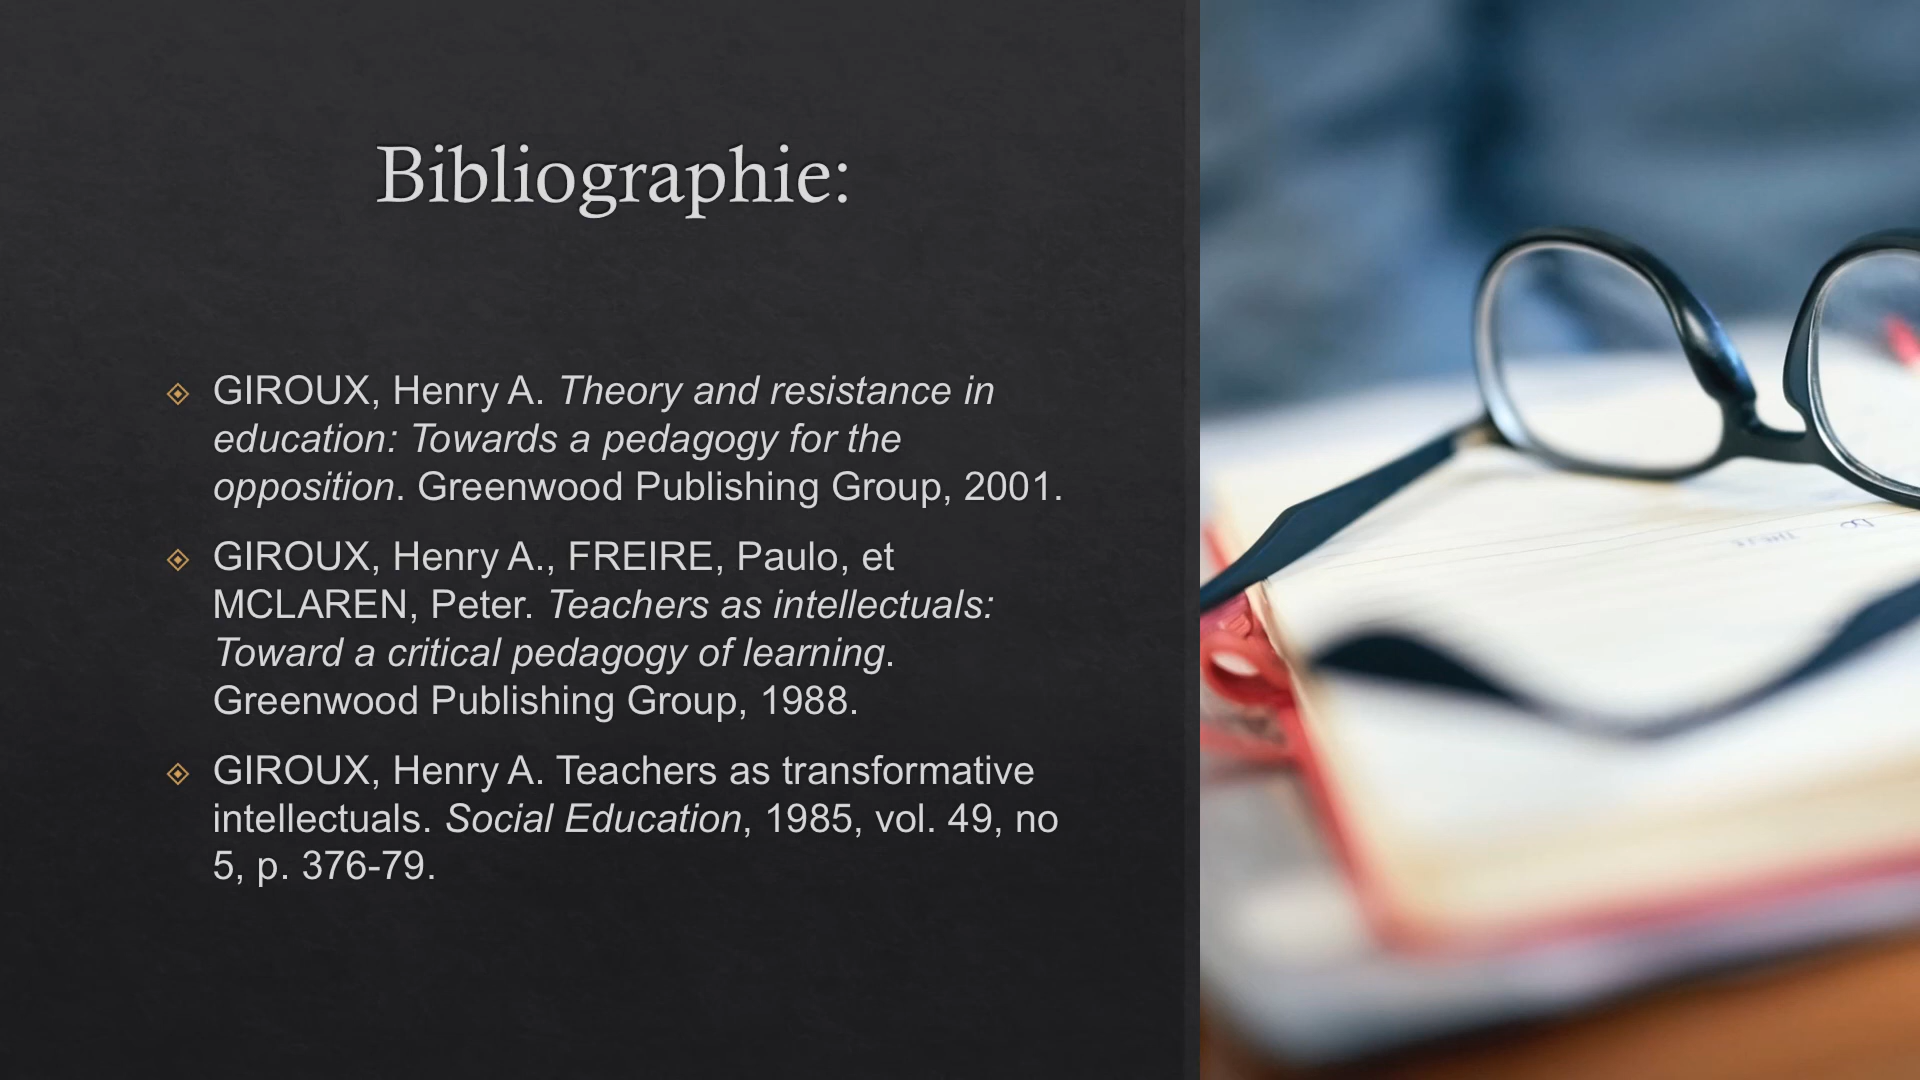 Bibliographie:
GIROUX, Henry A. Theory and resistance in
education: Towards a pedagogy for the
opposition. Greenwood Publishing Group, 2001.
GIROUX, Henry A., FREIRE, Paulo, et
MCLAREN, Peter. Teachers as intellectuals:
Toward a critical pedagogy of learning.
Greenwood Publishing Group, 1988.
GIROUX, Henry A. Teachers as transformative
intellectuals. Social Education, 1985, vol. 49, no
5, p. 376-79.